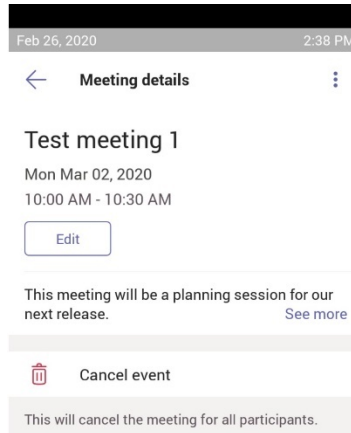 Feb 26, 2020 2:38 PM
Meeting details
Test meeting 1
Mon Mar 02, 2020
10:00 AM - 10:30 AM
Edit
This meeting will be a planning session for our
next release. See more
Cancel event
This will cancel the meeting for all participants.